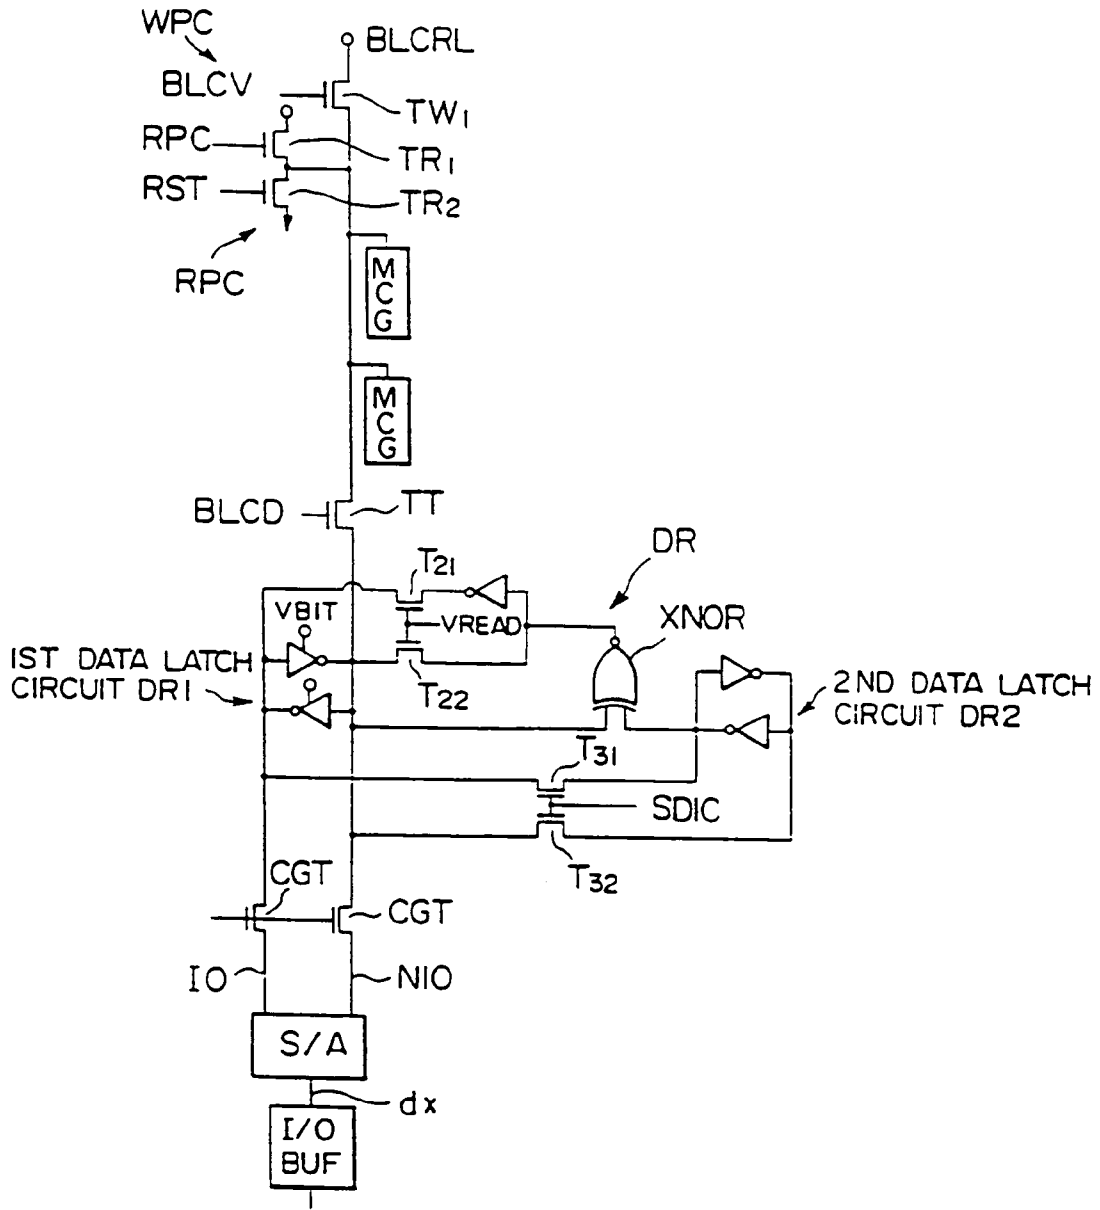 WPC
BLCRL
BLCV
TW1
RPC
TR1
RST
TR2
RPC
MCG
MCG
BLCD
TT
DR
T21
VBIT
VREAD
XNOR
1ST DATA LATCH
CIRCUIT DR1
T22
2ND DATA LATCH
CIRCUIT DR2
T31
SDIC
T32
CGT
CGT
IO
NIO
S/A
dx
I/O
BUF